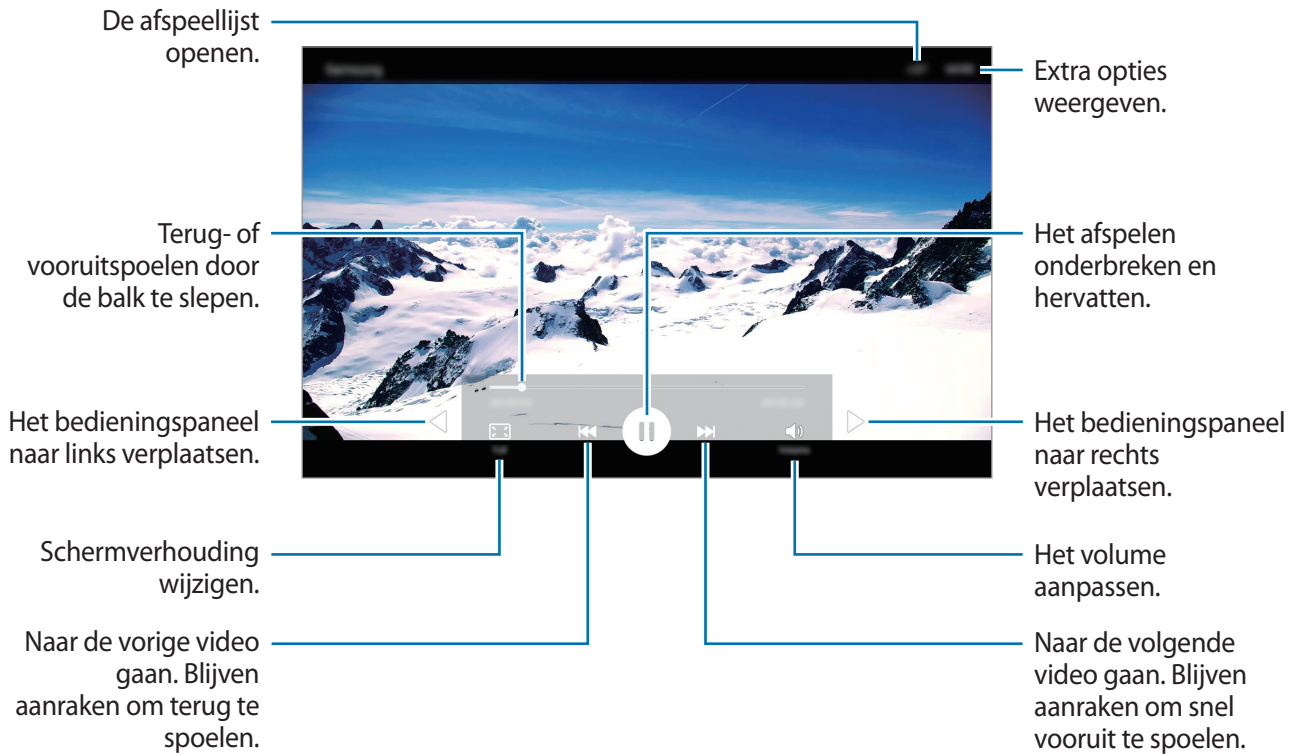 De afspeellijst
openen.
Extra opties
weergeven.
Terug- of
vooruitspoelen door
de balk te slepen.
Het afspelen
onderbreken en
hervatten.
Het bedieningspaneel
naar links verplaatsen.
Het bedieningspaneel
naar rechts
verplaatsen.
Schermverhouding
wijzigen.
Het volume
aanpassen.
Naar de vorige video
gaan. Blijven
aanraken om terug te
spoelen.
Naar de volgende
video gaan. Blijven
aanraken om snel
vooruit te spoelen.